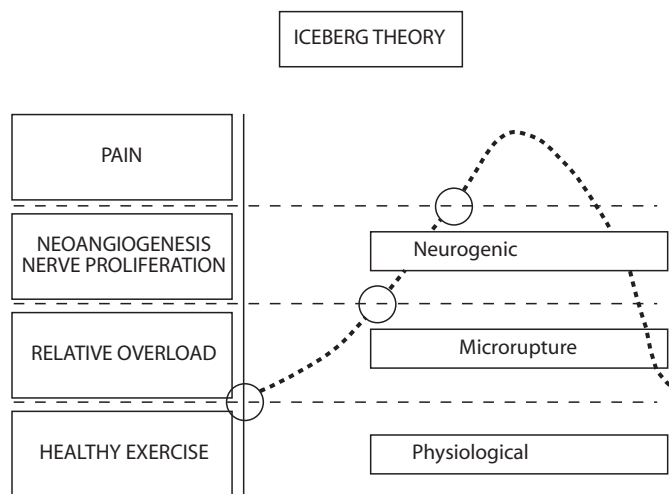 ICEBERG THEORY
PAIN
NEOANGIOGENESIS
NERVE PROLIFERATION
Neurogenic
RELATIVE OVERLOAD
Microrupture
HEALTHY EXERCISE
Physiological